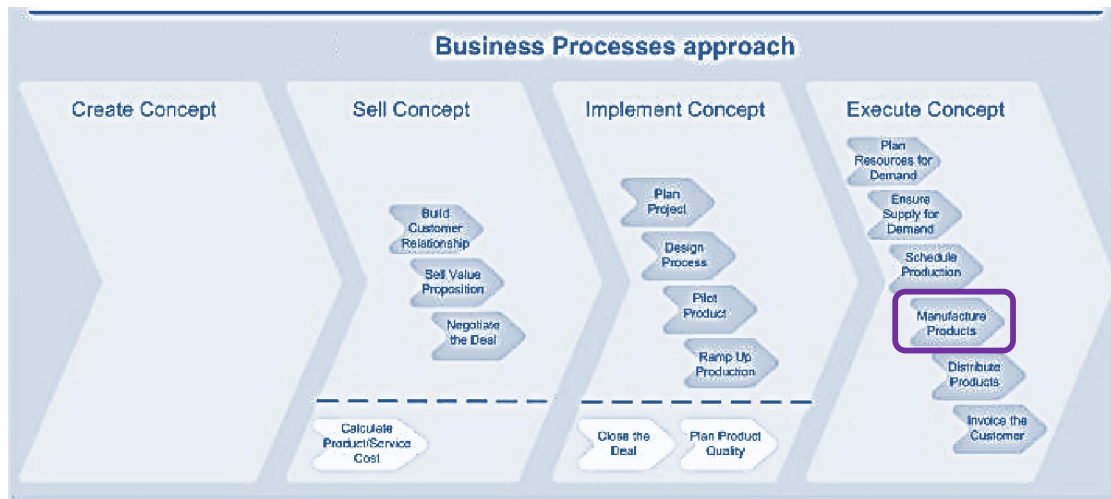 Business Processes approach
Create Concept
Sell Concept
Build
Customer
Relationship
Sell Value
Proposition
Negotiate
the Deal
Calculate
Product/Service
Cost
Implement Concept
Plan
Project
Design
Process
Pilot
Product
Ramp Up
Production
Close the
Deal
Plan Product
Quality
Execute Concept
Plan
Resources for
Demand
Ensure
Supply for
Demand
Schedule
Production
Manufacture
Products
Distribute
Products
Invoice the
Customer